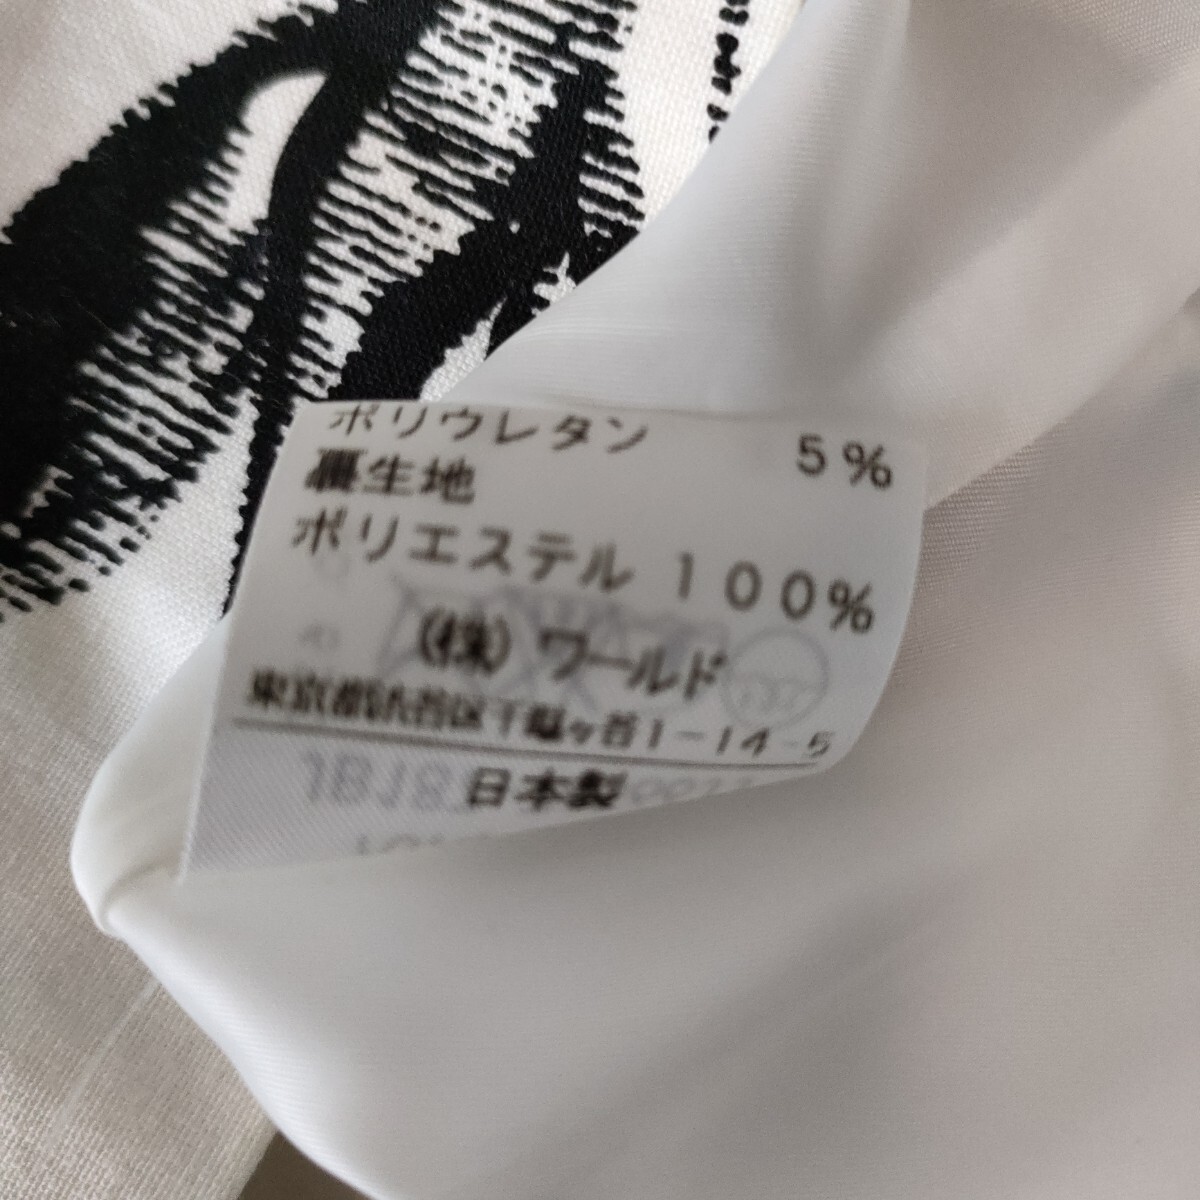 ポリウレタン 5%
裏生地
ポリエステル 100%
(株)ワールド
東京都渋谷区千駄ヶ谷1-14-5
日本製